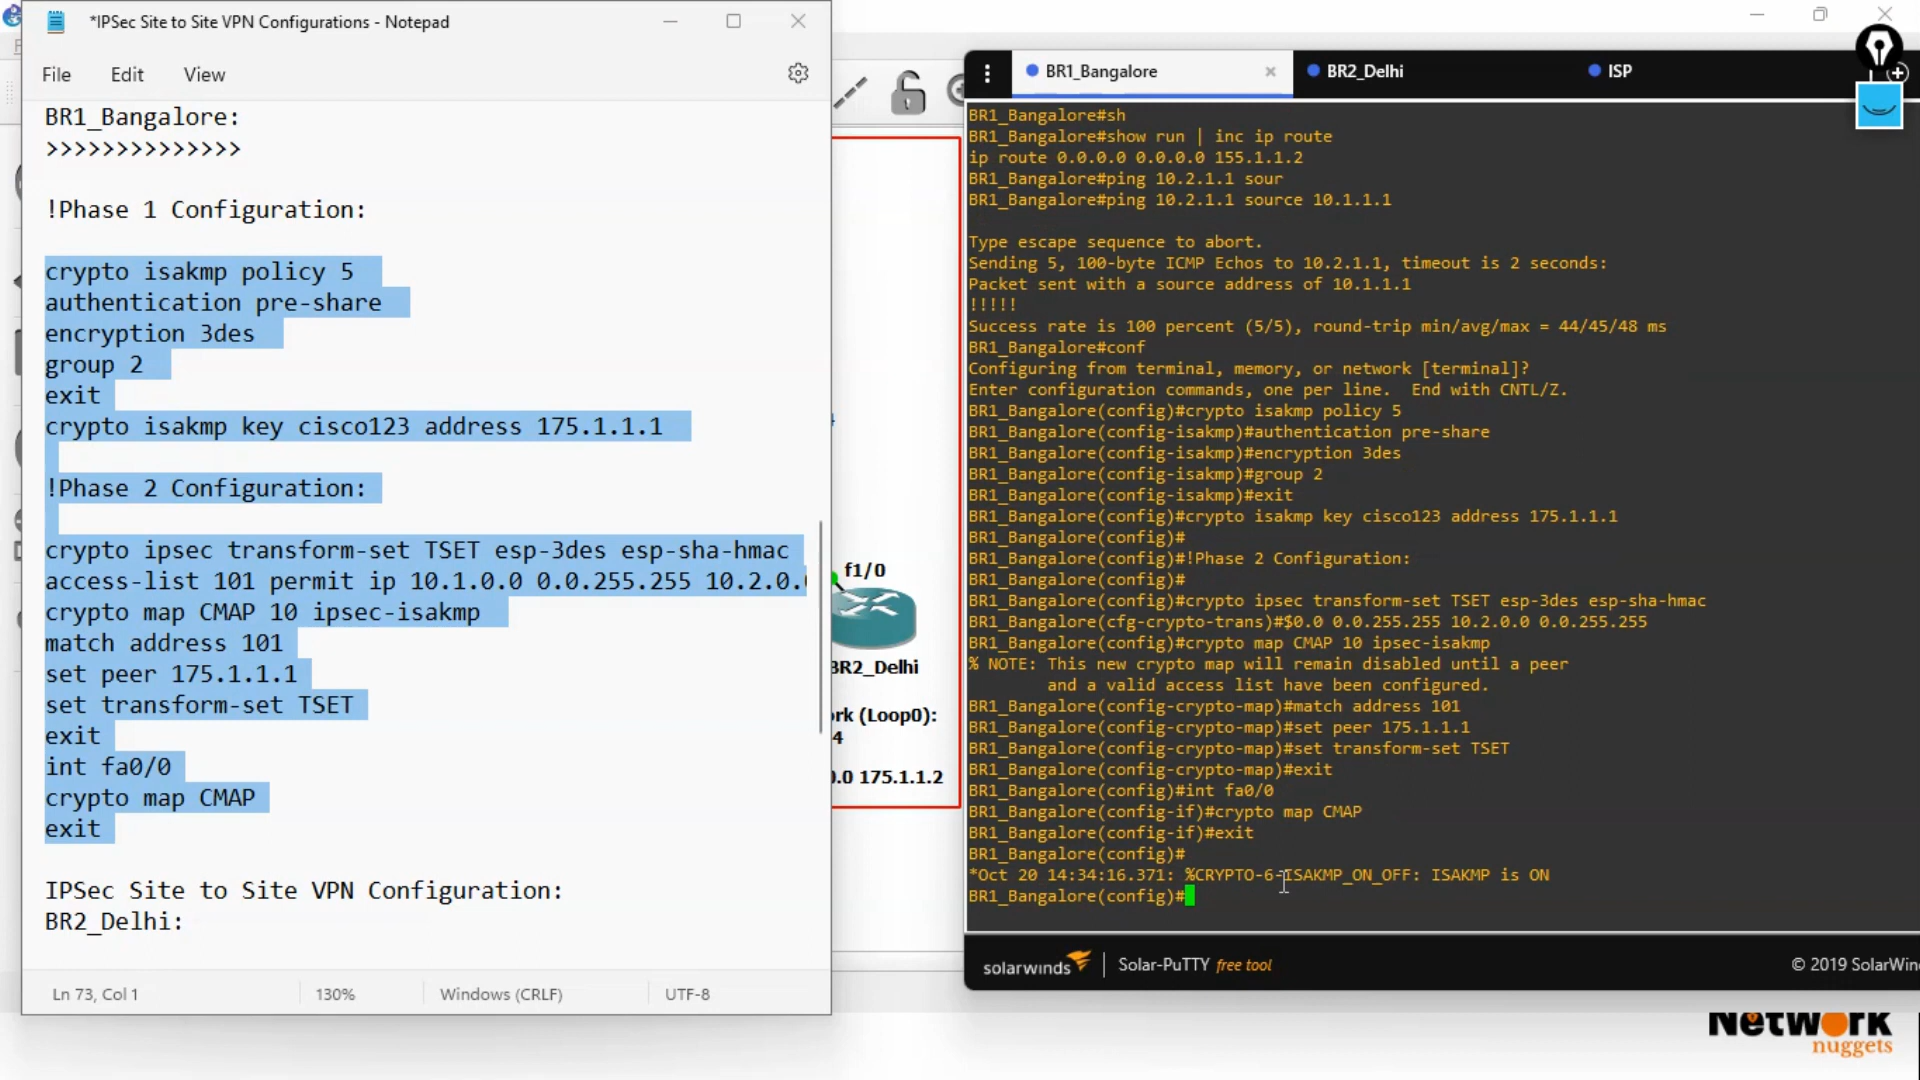 *IPSec Site to Site VPN Configurations - Notepad
File Edit View
BR1_Bangalore:
>>>>>>>>>>>>>>
!Phase 1 Configuration:
crypto isakmp policy 5
authentication pre-share
encryption 3des
group 2
exit
crypto isakmp key cisco123 address 175.1.1.1
!Phase 2 Configuration:
crypto ipsec transform-set TSET esp-3des esp-sha-hmac
access-list 101 permit ip 10.1.0.0 0.0.255.255 10.2.0.
crypto map CMAP 10 ipsec-isakmp
match address 101
set peer 175.1.1.1
set transform-set TSET
exit
int fa0/0
crypto map CMAP
exit
IPSec Site to Site VPN Configuration:
BR2_Delhi:
Ln 73, Col 1 130% Windows (CRLF) UTF-8
f1/0
BR2_Delhi
rk (Loop0):
4
.0 175.1.1.2
BR1_Bangalore BR2_Delhi ISP
BR1_Bangalore#sh
BR1_Bangalore#show run | inc ip route
ip route 0.0.0.0 0.0.0.0 155.1.1.2
BR1_Bangalore#ping 10.2.1.1 sour
BR1_Bangalore#ping 10.2.1.1 source 10.1.1.1
Type escape sequence to abort.
Sending 5, 100-byte ICMP Echos to 10.2.1.1, timeout is 2 seconds:
Packet sent with a source address of 10.1.1.1
!!!!!
Success rate is 100 percent (5/5), round-trip min/avg/max = 44/45/48 ms
BR1_Bangalore#conf
Configuring from terminal, memory, or network [terminal]?
Enter configuration commands, one per line.  End with CNTL/Z.
BR1_Bangalore(config)#crypto isakmp policy 5
BR1_Bangalore(config-isakmp)#authentication pre-share
BR1_Bangalore(config-isakmp)#encryption 3des
BR1_Bangalore(config-isakmp)#group 2
BR1_Bangalore(config-isakmp)#exit
BR1_Bangalore(config)#crypto isakmp key cisco123 address 175.1.1.1
BR1_Bangalore(config)#
BR1_Bangalore(config)#!Phase 2 Configuration:
BR1_Bangalore(config)#
BR1_Bangalore(config)#crypto ipsec transform-set TSET esp-3des esp-sha-hmac
BR1_Bangalore(cfg-crypto-trans)#$0.0 0.0.255.255 10.2.0.0 0.0.255.255
BR1_Bangalore(config)#crypto map CMAP 10 ipsec-isakmp
% NOTE: This new crypto map will remain disabled until a peer
and a valid access list have been configured.
BR1_Bangalore(config-crypto-map)#match address 101
BR1_Bangalore(config-crypto-map)#set peer 175.1.1.1
BR1_Bangalore(config-crypto-map)#set transform-set TSET
BR1_Bangalore(config-crypto-map)#exit
BR1_Bangalore(config)#int fa0/0
BR1_Bangalore(config-if)#crypto map CMAP
BR1_Bangalore(config-if)#exit
BR1_Bangalore(config)#
*Oct 20 14:34:16.371: %CRYPTO-6-ISAKMP_ON_OFF: ISAKMP is ON
BR1_Bangalore(config)#
solarwinds Solar-PuTTY free tool © 2019 SolarWin
Network
nuggets